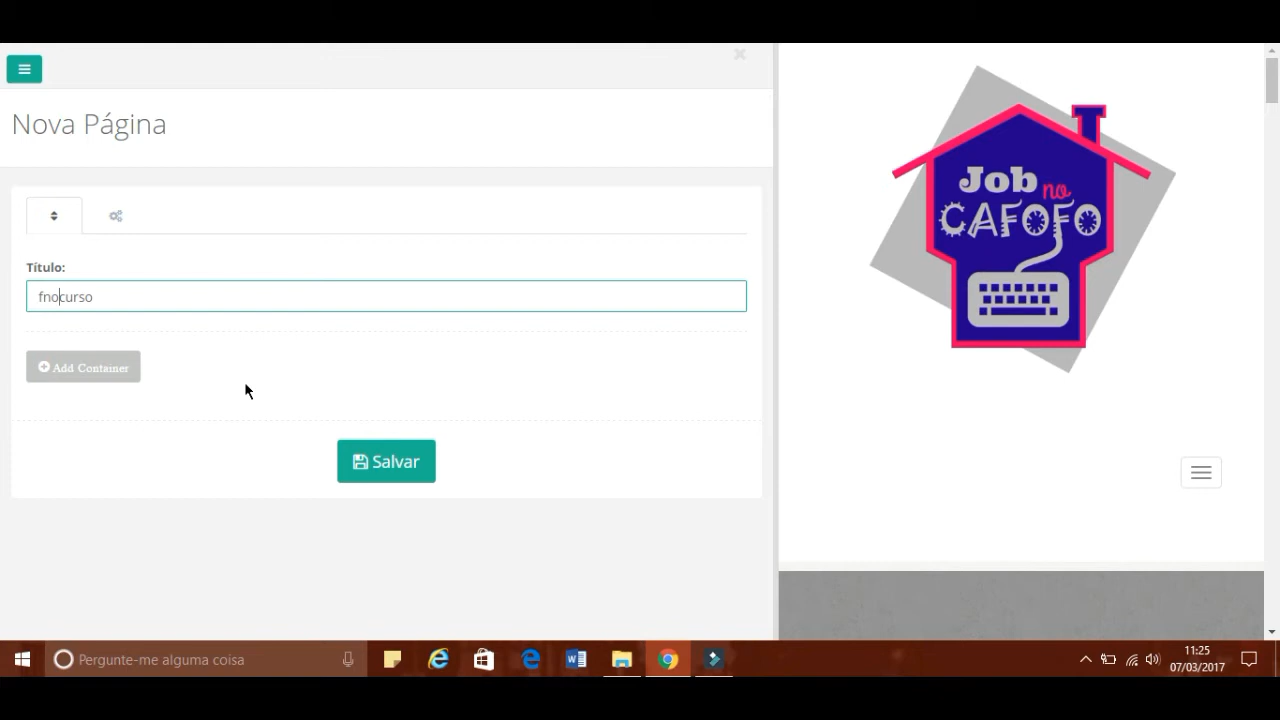 Nova Página
Título:
fnocurso
Add Container
Salvar
Job no
CAFOFO
Pergunte-me alguma coisa
11:25
07/03/2017